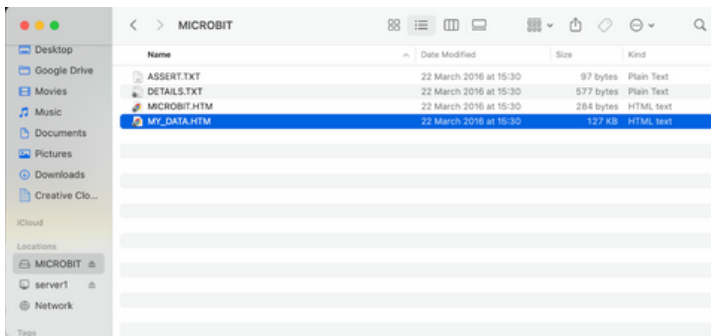 MICROBIT
Desktop
Google Drive
Movies
Music
Documents
Pictures
Downloads
Creative Clo...
iCloud
Locations
MICROBIT
server1
Network
Tags
Name Date Modified Size Kind
ASSERT.TXT 22 March 2016 at 15:30 97 bytes Plain Text
DETAILS.TXT 22 March 2016 at 15:30 577 bytes Plain Text
MICROBIT.HTM 22 March 2016 at 15:30 284 bytes HTML text
MY_DATA.HTM 22 March 2016 at 15:30 127 KB HTML text